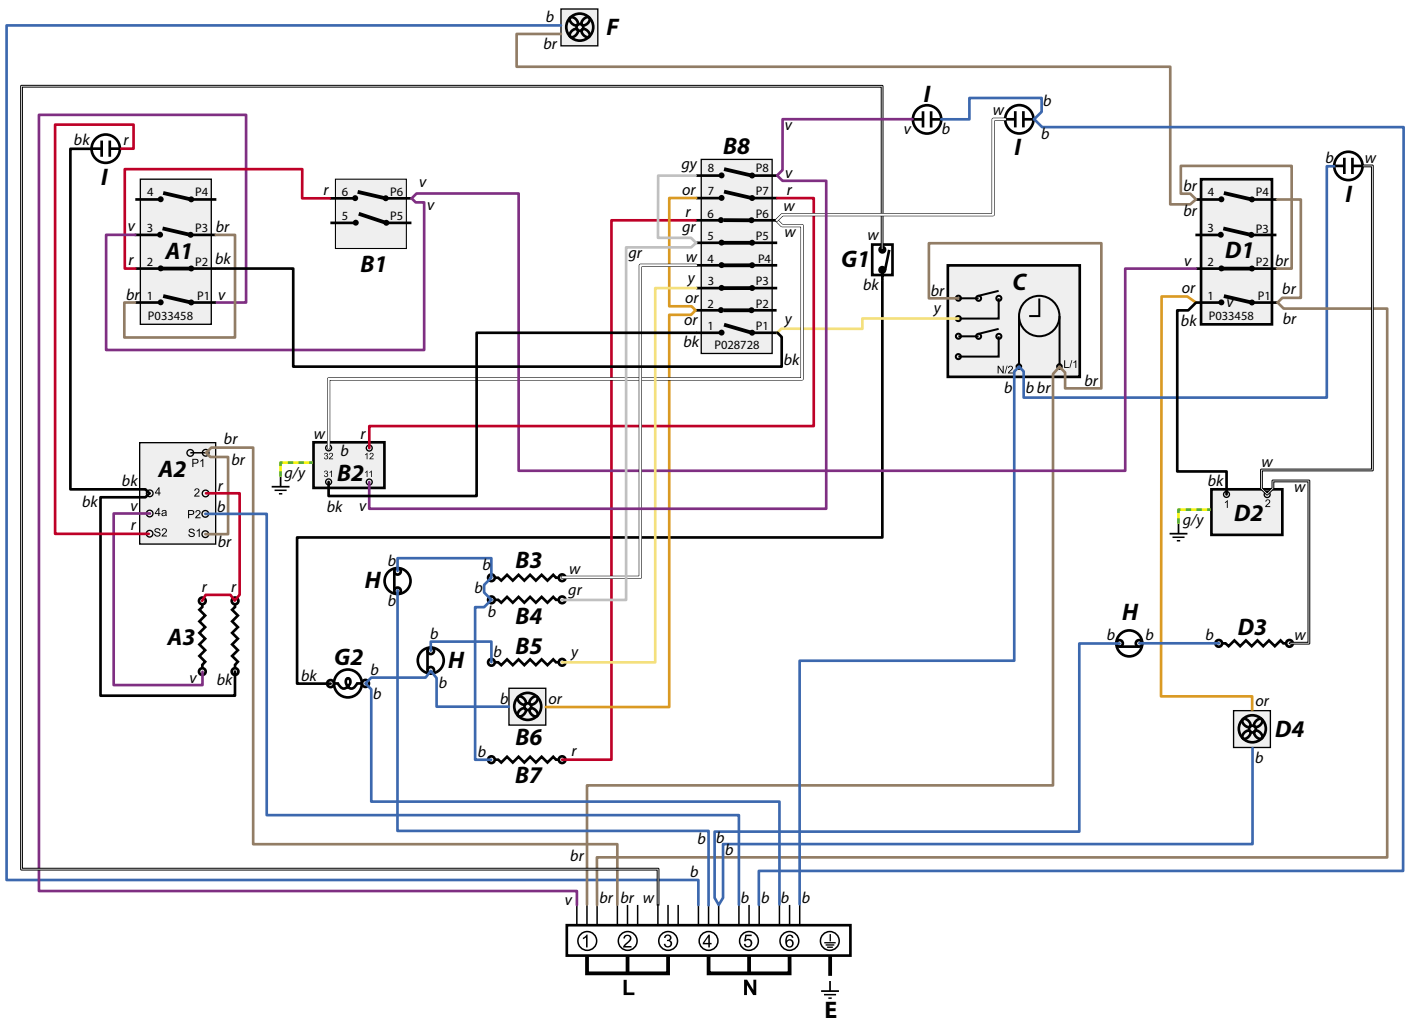 b
br
F
bk
r
I
4
P4
v
3
P3
br
A1
r
2
P2
bk
br
1
P1
v
P033458
r
6
P6
v
v
5
P5
B1
B8
gy
8
P8
v
v
or
7
P7
r
r
6
P6
w
w
gr
5
P5
gr
w
4
P4
y
3
P3
or
2
P2
or
1
P1
y
bk
P028728
bk
I
v
b
w
b
b
I
w
G1
bk
C
br
y
N/2
L/1
b
b
br
br
b
w
I
br
br
4
P4
3
P3
D1
v
2
P2
br
or
1
v
P1
br
bk
P033458
br
A2
br
P1
br
bk
4
2
r
bk
v
4a
P2
b
r
S2
S1
br
r
r
A3
v
bk
w
b
r
32
12
31
11
B2
g/y
bk
v
H
b
b
b
b
b
B3
w
B4
gr
b
H
b
b
B5
y
G2
bk
b
b
b
or
B6
b
r
B7
w
w
bk
1
2
D2
g/y
H
b
b
b
D3
w
or
D4
b
br
b
b
b
b
v
br
br
w
b
b
b
b
1
2
3
4
5
6
L
N
E